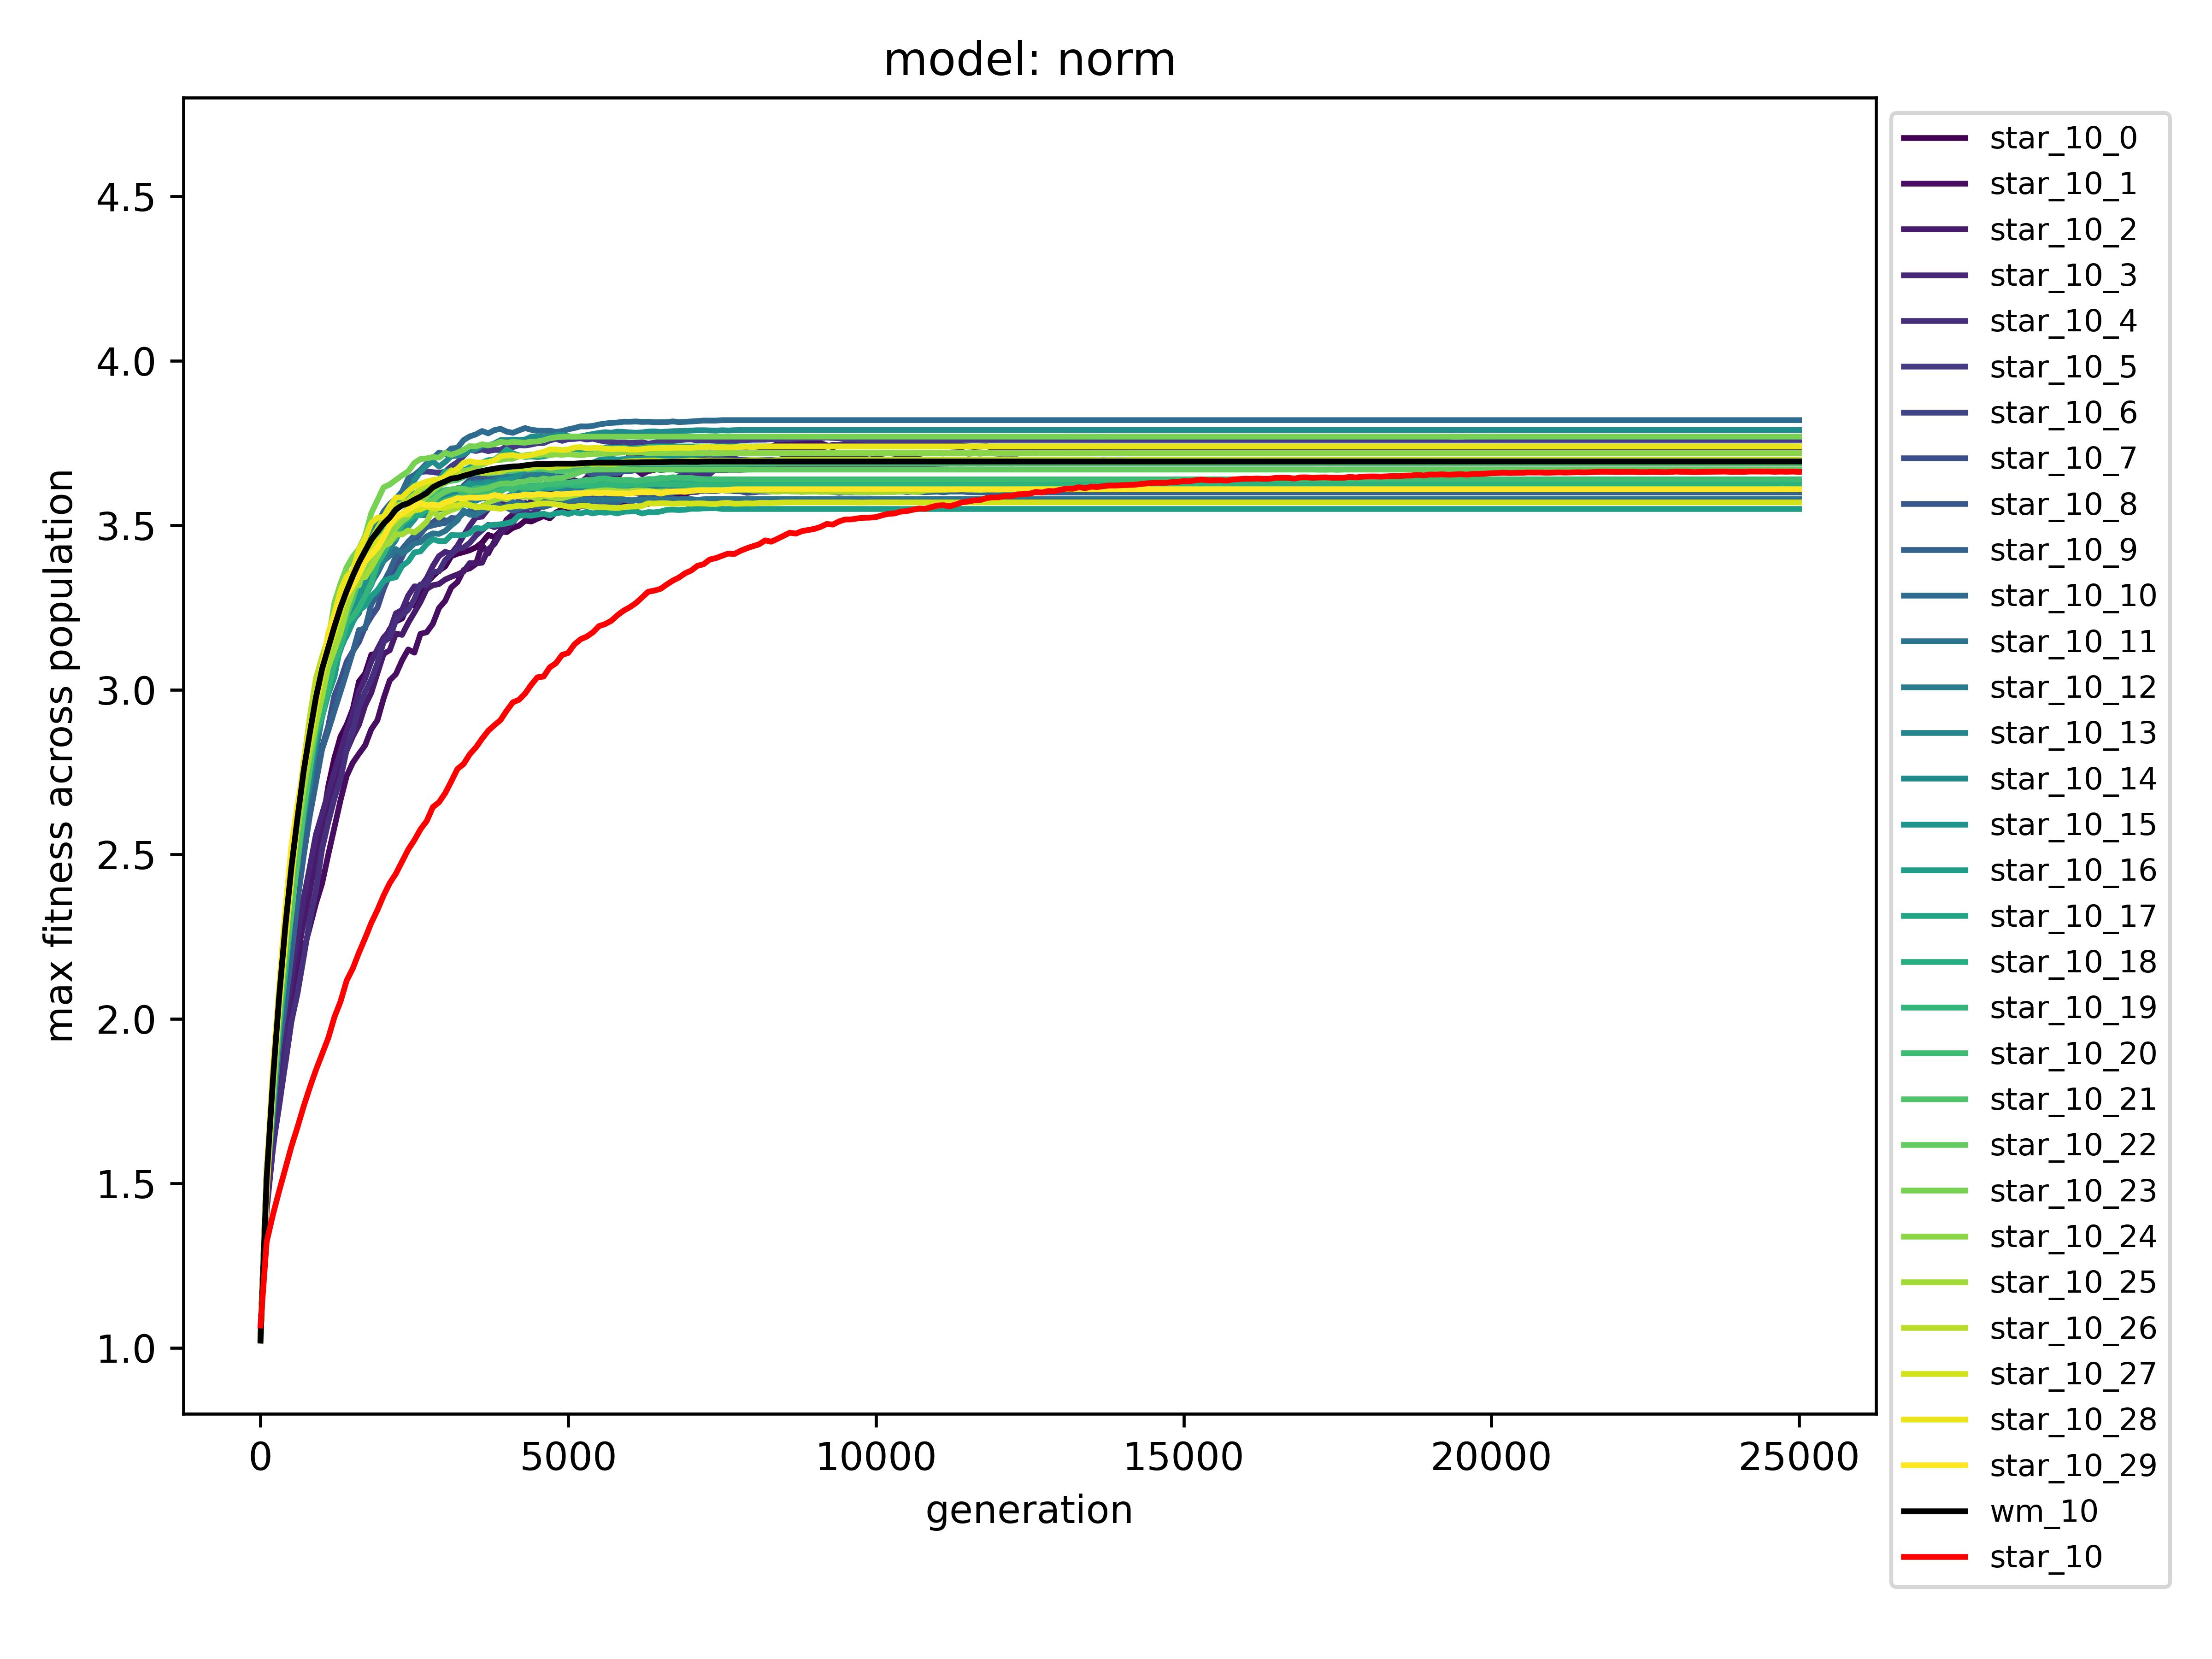 model: norm
max fitness across population
4.5
4.0
3.5
3.0
2.5
2.0
1.5
1.0
0
5000
10000
15000
20000
25000
generation
star_10_0
star_10_1
star_10_2
star_10_3
star_10_4
star_10_5
star_10_6
star_10_7
star_10_8
star_10_9
star_10_10
star_10_11
star_10_12
star_10_13
star_10_14
star_10_15
star_10_16
star_10_17
star_10_18
star_10_19
star_10_20
star_10_21
star_10_22
star_10_23
star_10_24
star_10_25
star_10_26
star_10_27
star_10_28
star_10_29
wm_10
star_10